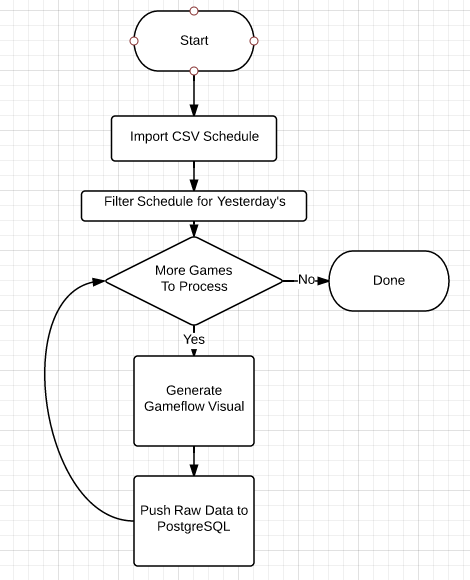 Start
Import CSV Schedule
Filter Schedule for Yesterday's
More Games
To Process
No
Done
Yes
Generate
Gameflow Visual
Push Raw Data to
PostgreSQL